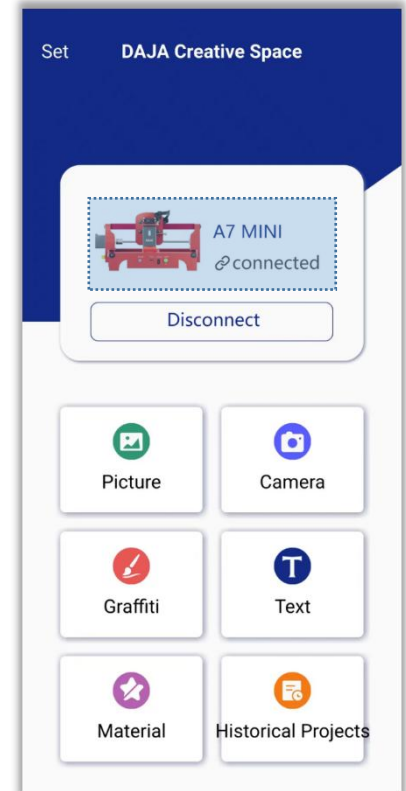 Set DAJA Creative Space
A7 MINI
connected
Disconnect
Picture Camera
Graffiti Text
Material Historical Projects